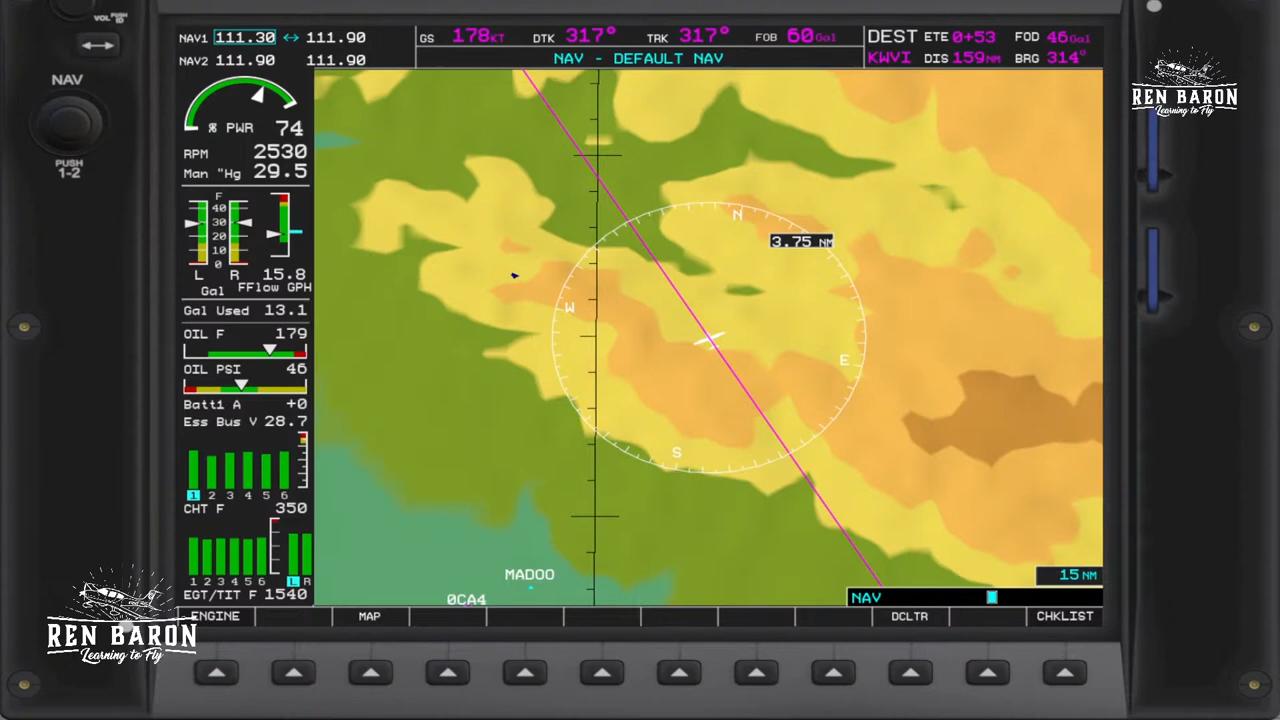 VOL PUSH ID
NAV
PUSH
1-2
NAV1 111.30 ↔ 111.90
NAV2 111.90 111.90
GS 178KT DTK 317° TRK 317° FOB 60Gal
NAV - DEFAULT NAV
DEST ETE 0+53 FOD 46Gal
KWVI DIS 159NM BRG 314°
REN BARON
Learning to Fly
% PWR 74
RPM 2530
Man "Hg 29.5
F
40
30
20
10
0
L R 15.8
Gal FFlow GPH
Gal Used 13.1
OIL F 179
OIL PSI 46
Batt1 A +0
Ess Bus V 28.7
1 2 3 4 5 6
CHT F 350
1 2 3 4 5 6 L R
EGT/TIT F 1540
N
3.75 NM
W
E
S
MADOO
0CA4
15 NM
NAV
ENGINE MAP DCLTR CHKLIST
REN BARON
Learning to Fly